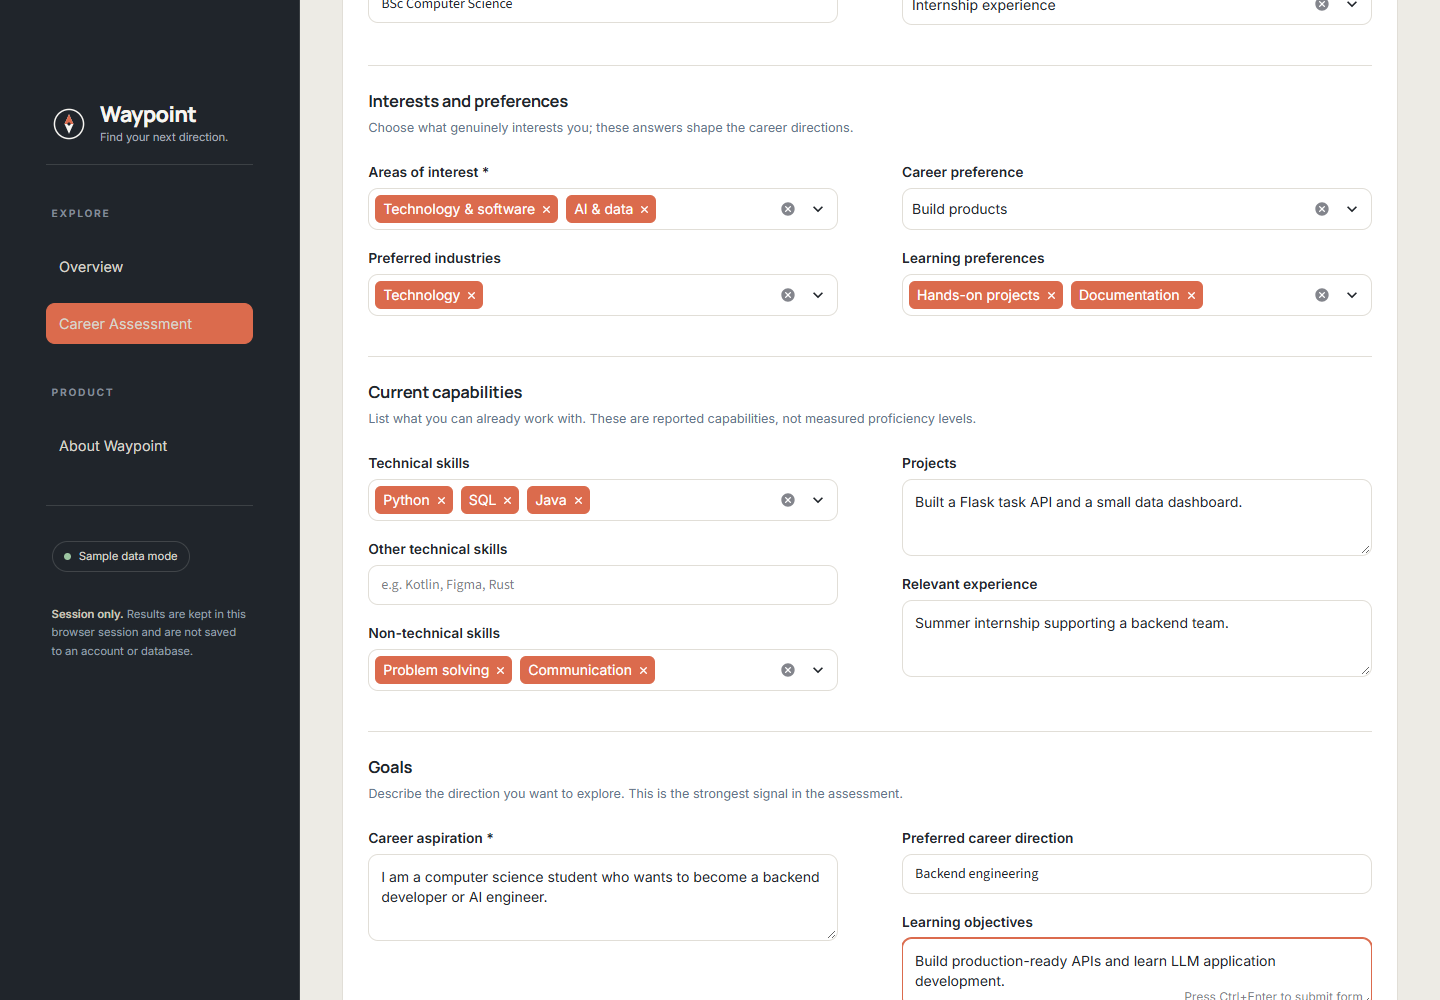 Waypoint
Find your next direction.
EXPLORE
Overview
Career Assessment
PRODUCT
About Waypoint
Sample data mode
Session only. Results are kept in this
browser session and are not saved
to an account or database.
BSc Computer Science
Internship experience
Interests and preferences
Choose what genuinely interests you; these answers shape the career directions.
Areas of interest *
Technology & software × AI & data ×
Career preference
Build products
Preferred industries
Technology ×
Learning preferences
Hands-on projects × Documentation ×
Current capabilities
List what you can already work with. These are reported capabilities, not measured proficiency levels.
Technical skills
Python × SQL × Java ×
Other technical skills
e.g. Kotlin, Figma, Rust
Non-technical skills
Problem solving × Communication ×
Projects
Built a Flask task API and a small data dashboard.
Relevant experience
Summer internship supporting a backend team.
Goals
Describe the direction you want to explore. This is the strongest signal in the assessment.
Career aspiration *
I am a computer science student who wants to become a backend
developer or AI engineer.
Preferred career direction
Backend engineering
Learning objectives
Build production-ready APIs and learn LLM application
development.
Press Ctrl+Enter to submit form